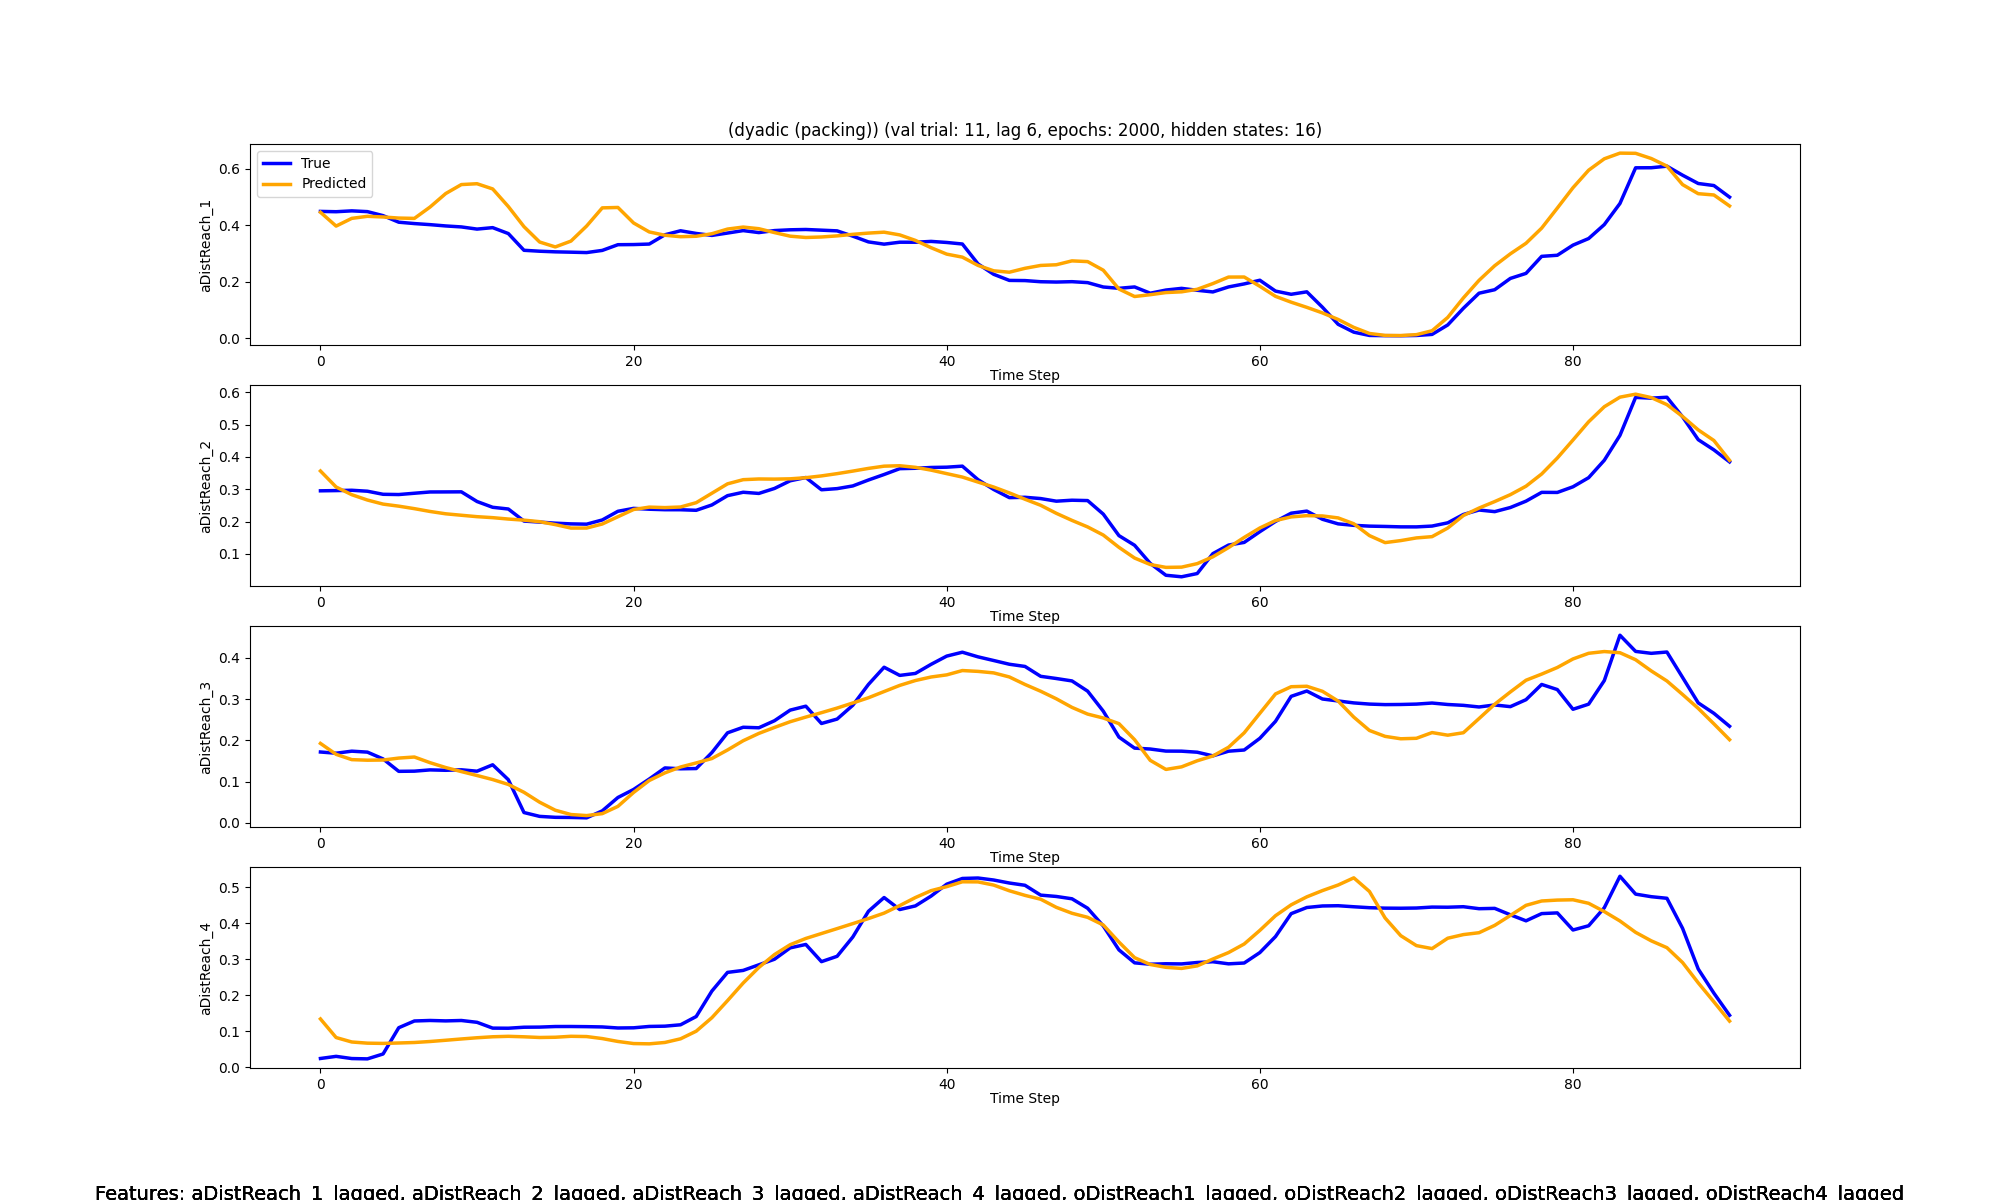 (dyadic (packing)) (val trial: 11, lag 6, epochs: 2000, hidden states: 16)
True
Predicted
aDistReach_1
0.6
0.4
0.2
0.0
0 20 40 60 80
Time Step
aDistReach_2
0.6
0.5
0.4
0.3
0.2
0.1
0 20 40 60 80
Time Step
aDistReach_3
0.4
0.3
0.2
0.1
0.0
0 20 40 60 80
Time Step
aDistReach_4
0.5
0.4
0.3
0.2
0.1
0.0
0 20 40 60 80
Time Step
Features: aDistReach_1_lagged, aDistReach_2_lagged, aDistReach_3_lagged, aDistReach_4_lagged, oDistReach1_lagged, oDistReach2_lagged, oDistReach3_lagged, oDistReach4_lagged